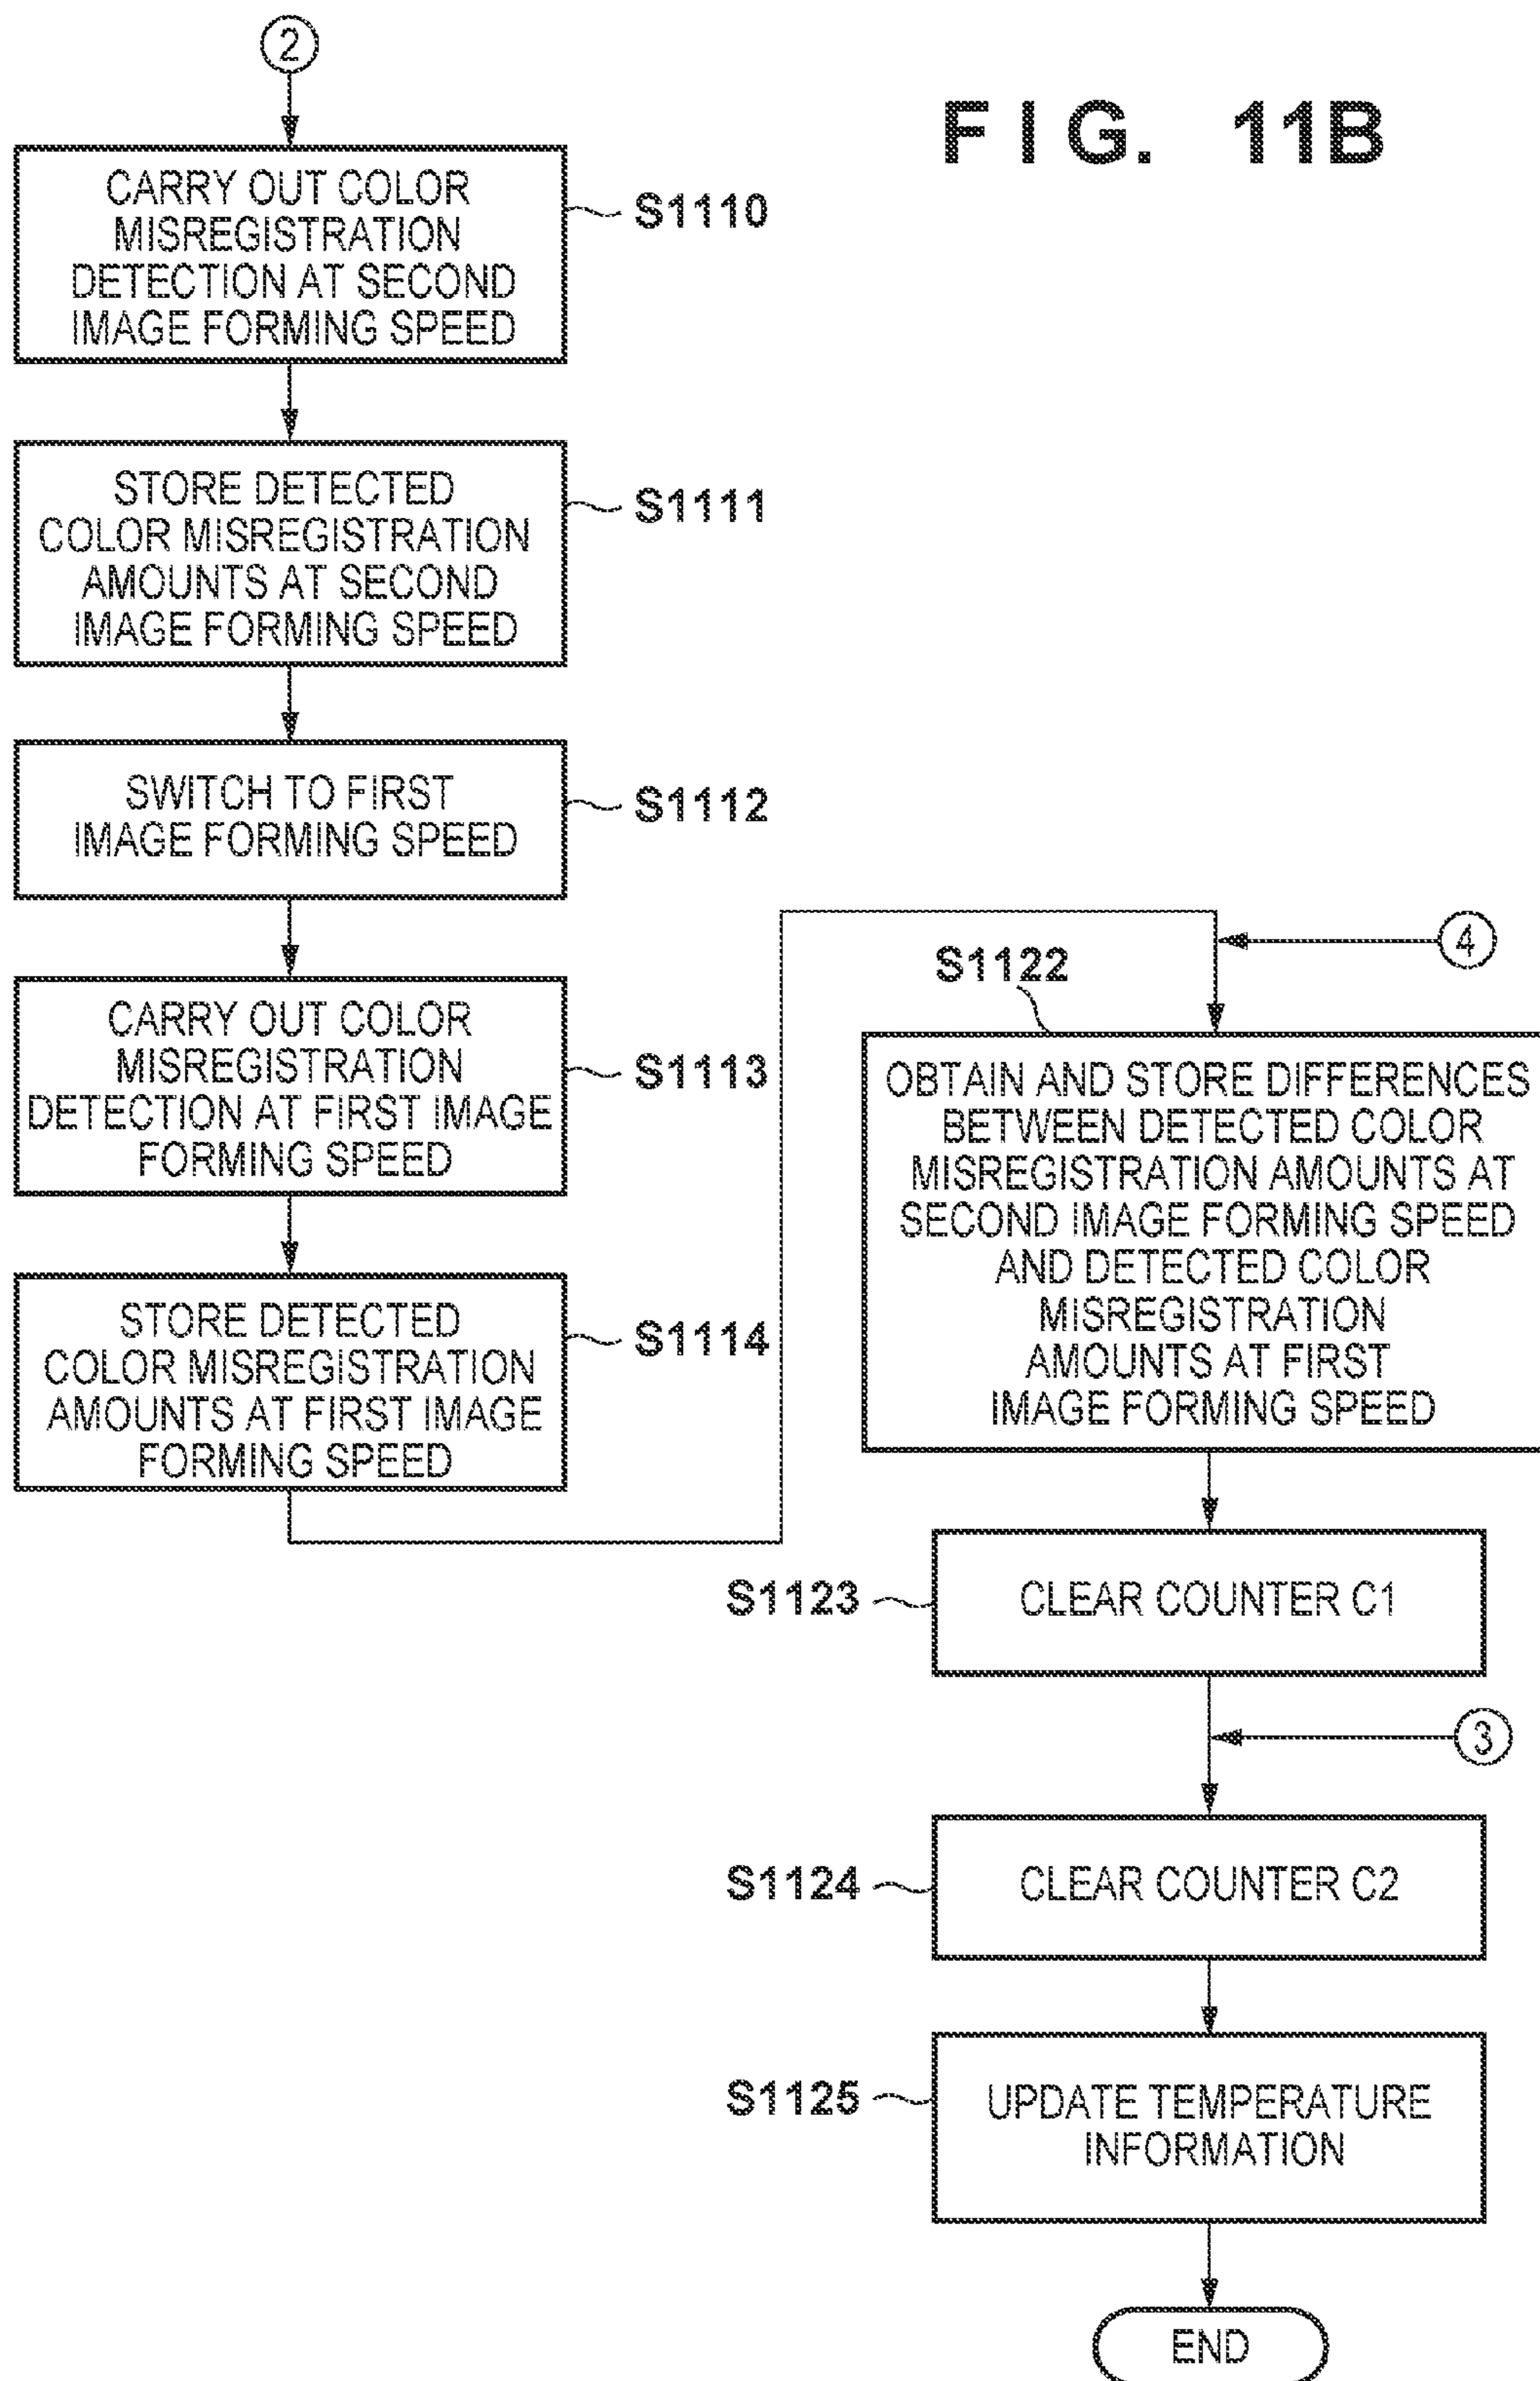 FIG. 11B
2
CARRY OUT COLOR
MISREGISTRATION
DETECTION AT SECOND
IMAGE FORMING SPEED
S1110
STORE DETECTED
COLOR MISREGISTRATION
AMOUNTS AT SECOND
IMAGE FORMING SPEED
S1111
SWITCH TO FIRST
IMAGE FORMING SPEED
S1112
CARRY OUT COLOR
MISREGISTRATION
DETECTION AT FIRST IMAGE
FORMING SPEED
S1113
STORE DETECTED
COLOR MISREGISTRATION
AMOUNTS AT FIRST IMAGE
FORMING SPEED
S1114
4
S1122
OBTAIN AND STORE DIFFERENCES
BETWEEN DETECTED COLOR
MISREGISTRATION AMOUNTS AT
SECOND IMAGE FORMING SPEED
AND DETECTED COLOR
MISREGISTRATION
AMOUNTS AT FIRST
IMAGE FORMING SPEED
S1123
CLEAR COUNTER C1
3
S1124
CLEAR COUNTER C2
S1125
UPDATE TEMPERATURE
INFORMATION
END